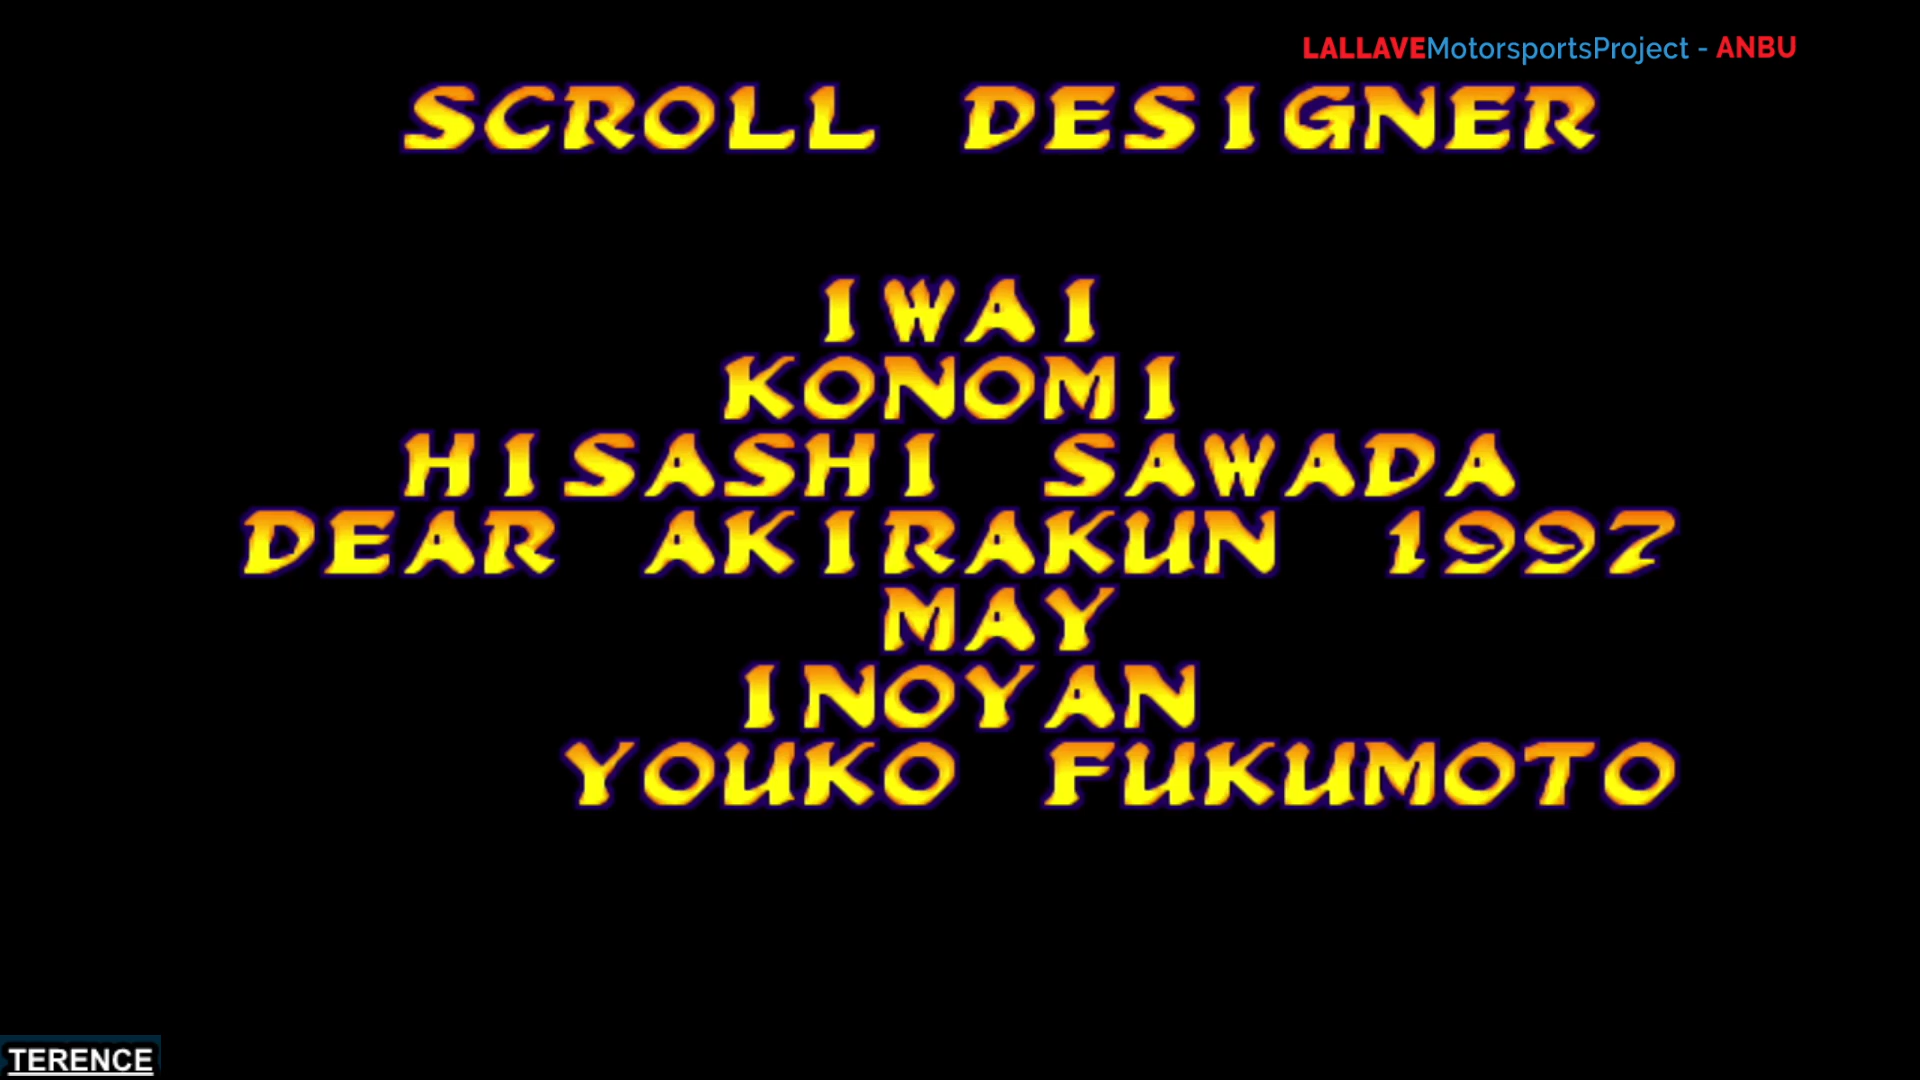 LALLAVEMotorsportsProject - ANBU
SCROLL DESIGNER
IWAI
KONOMI
HISASHI SAWADA
DEAR AKIRAKUN 1997
MAY
INOYAN
YOUKO FUKUMOTO
TERENCE